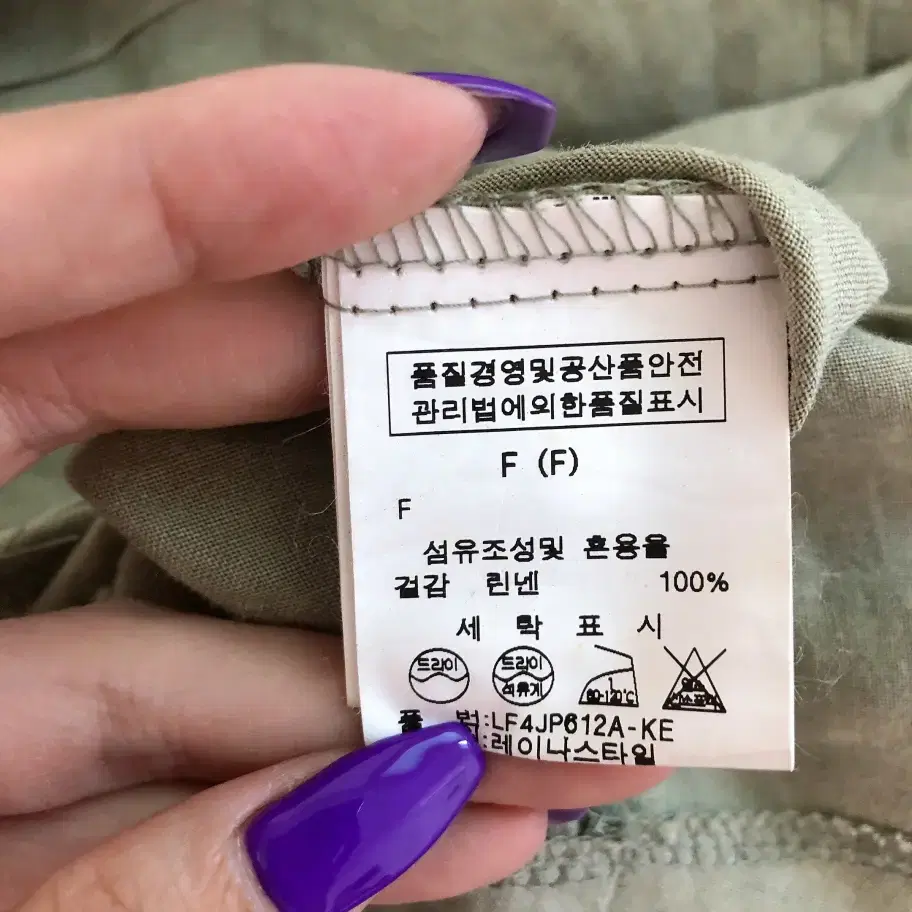 품질경영및공산품안전
관리법에의한품질표시
F (F)
F
섬유조성및 혼용율
겉감 린넨 100%
세 탁 표 시
드라이 드라이 석유계 80-120℃
품 번:LF4JP612A-KE
:레이나스타일